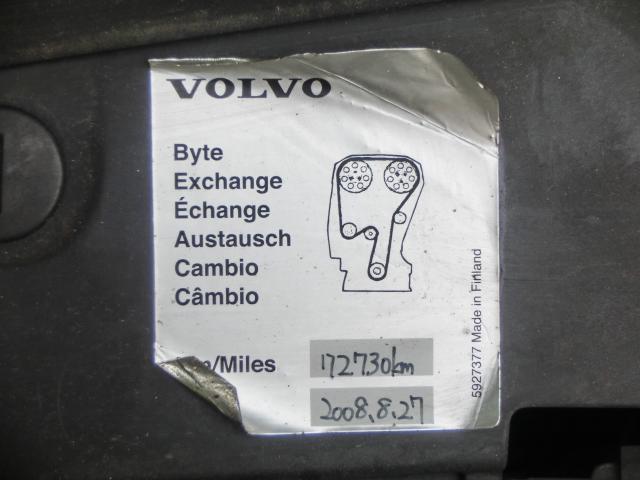 VOLVO
Byte
Exchange
Échange
Austausch
Cambio
Câmbio
/Miles 172730km
2008.8.27
5927377 Made in Finland